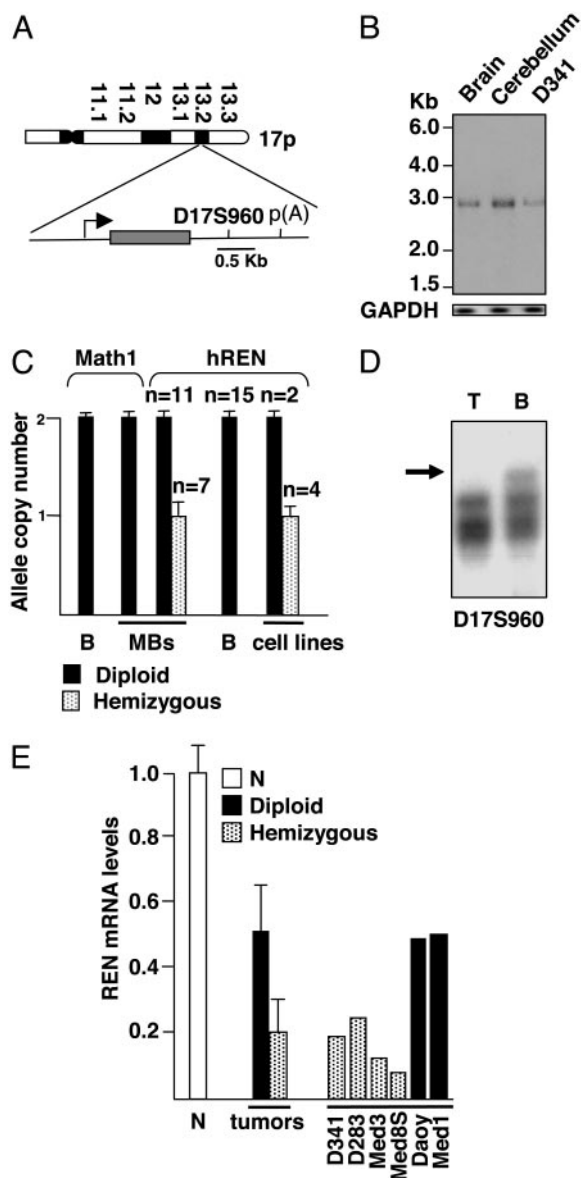 A
11.1 11.2 12 13.1 13.2 13.3
17p
D17S960 p(A)
0.5 Kb
B
Brain Cerebellum D341
Kb
6.0
4.0
3.0
2.0
1.5
GAPDH
C
Math1 hREN
n=11 n=15 n=2
2
n=7 n=4
1
Allele copy number
B MBs B cell lines
Diploid
Hemizygous
D
T B
D17S960
E
N
Diploid
Hemizygous
REN mRNA levels
1.0
0.8
0.6
0.4
0.2
N tumors D341 D283 Med3 Med8S Daoy Med1